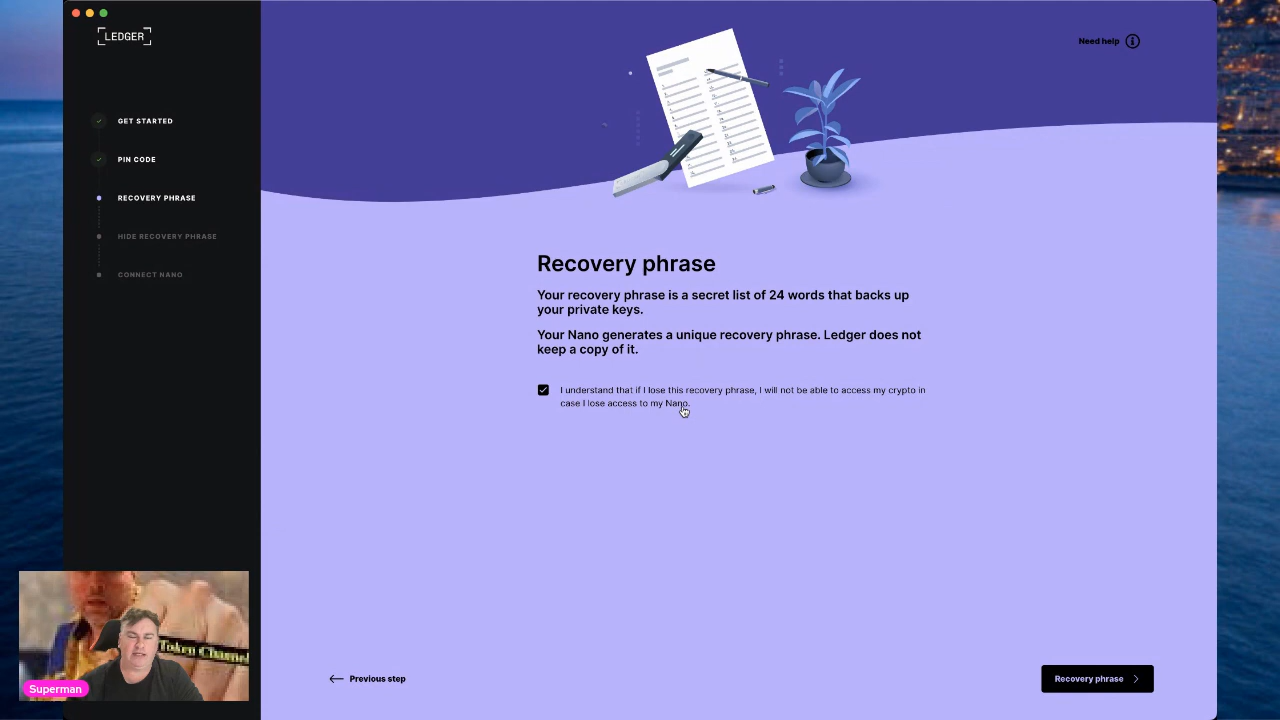 LEDGER
Need help
GET STARTED
PIN CODE
RECOVERY PHRASE
HIDE RECOVERY PHRASE
CONNECT NANO
Recovery phrase
Your recovery phrase is a secret list of 24 words that backs up
your private keys.
Your Nano generates a unique recovery phrase. Ledger does not
keep a copy of it.
I understand that if I lose this recovery phrase, I will not be able to access my crypto in
case I lose access to my Nano.
Token Channel
Superman
Previous step
Recovery phrase